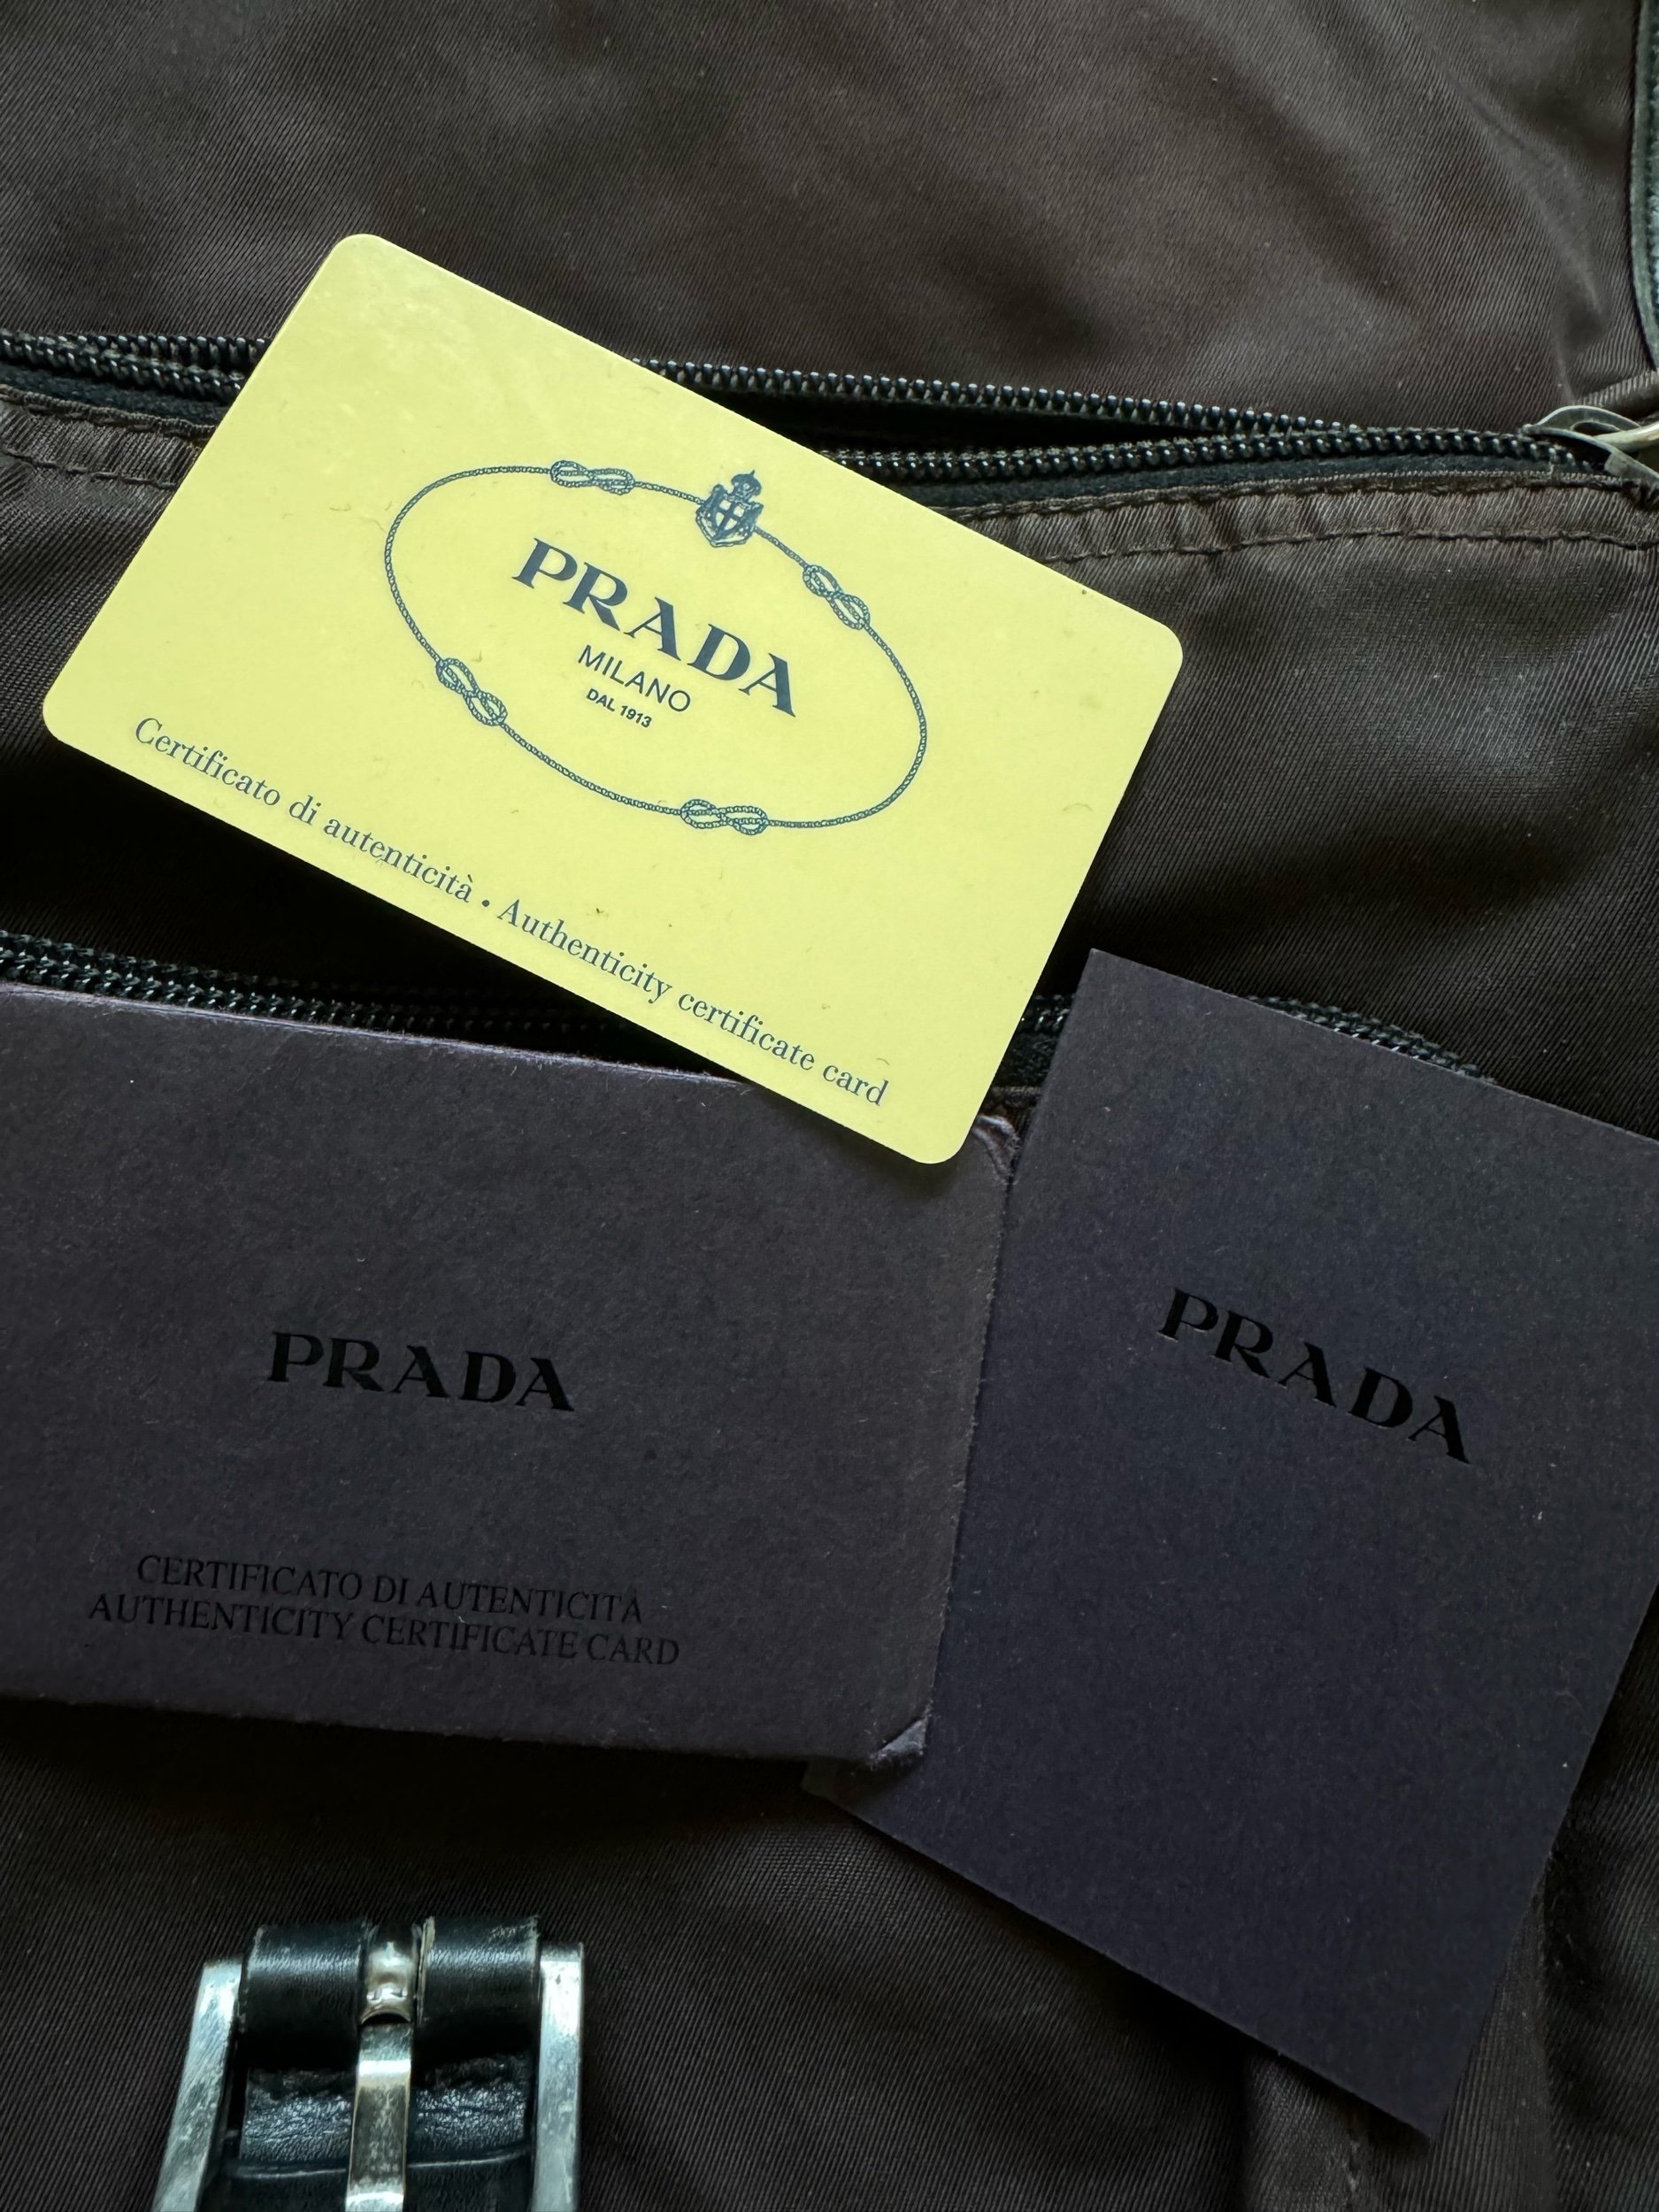 PRADA
MILANO
DAL 1913
Certificato di autenticità • Authenticity certificate card
PRADA
CERTIFICATO DI AUTENTICITÀ
AUTHENTICITY CERTIFICATE CARD
PRADA